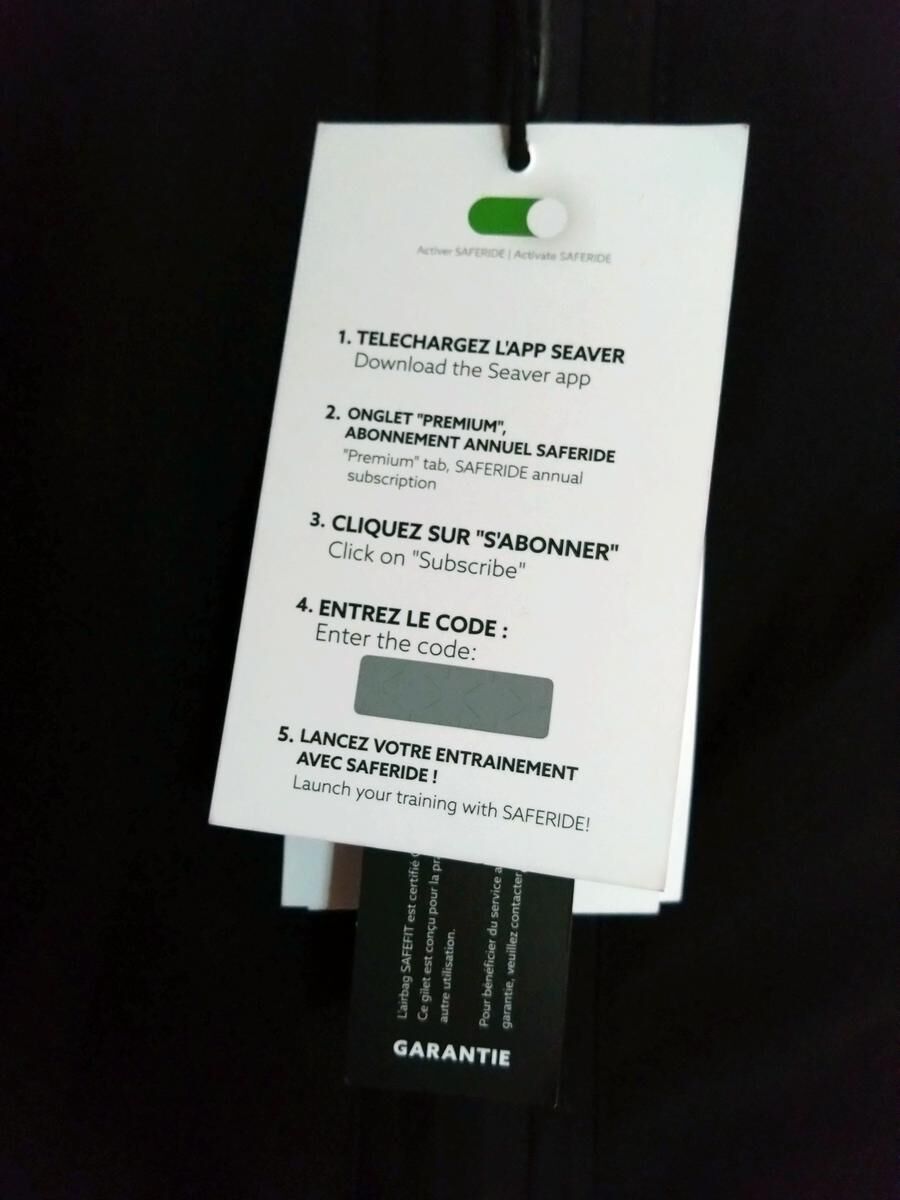 Activer SAFERIDE | Activate SAFERIDE
1. TELECHARGEZ L'APP SEAVER
Download the Seaver app
2. ONGLET "PREMIUM",
ABONNEMENT ANNUEL SAFERIDE
"Premium" tab, SAFERIDE annual
subscription
3. CLIQUEZ SUR "S'ABONNER"
Click on "Subscribe"
4. ENTREZ LE CODE :
Enter the code:
5. LANCEZ VOTRE ENTRAINEMENT
AVEC SAFERIDE !
Launch your training with SAFERIDE!
L'airbag SAFEFIT est certifié
Ce gilet est conçu pour la
autre utilisation.
Pour bénéficier du service
garantie, veuillez contacter
GARANTIE